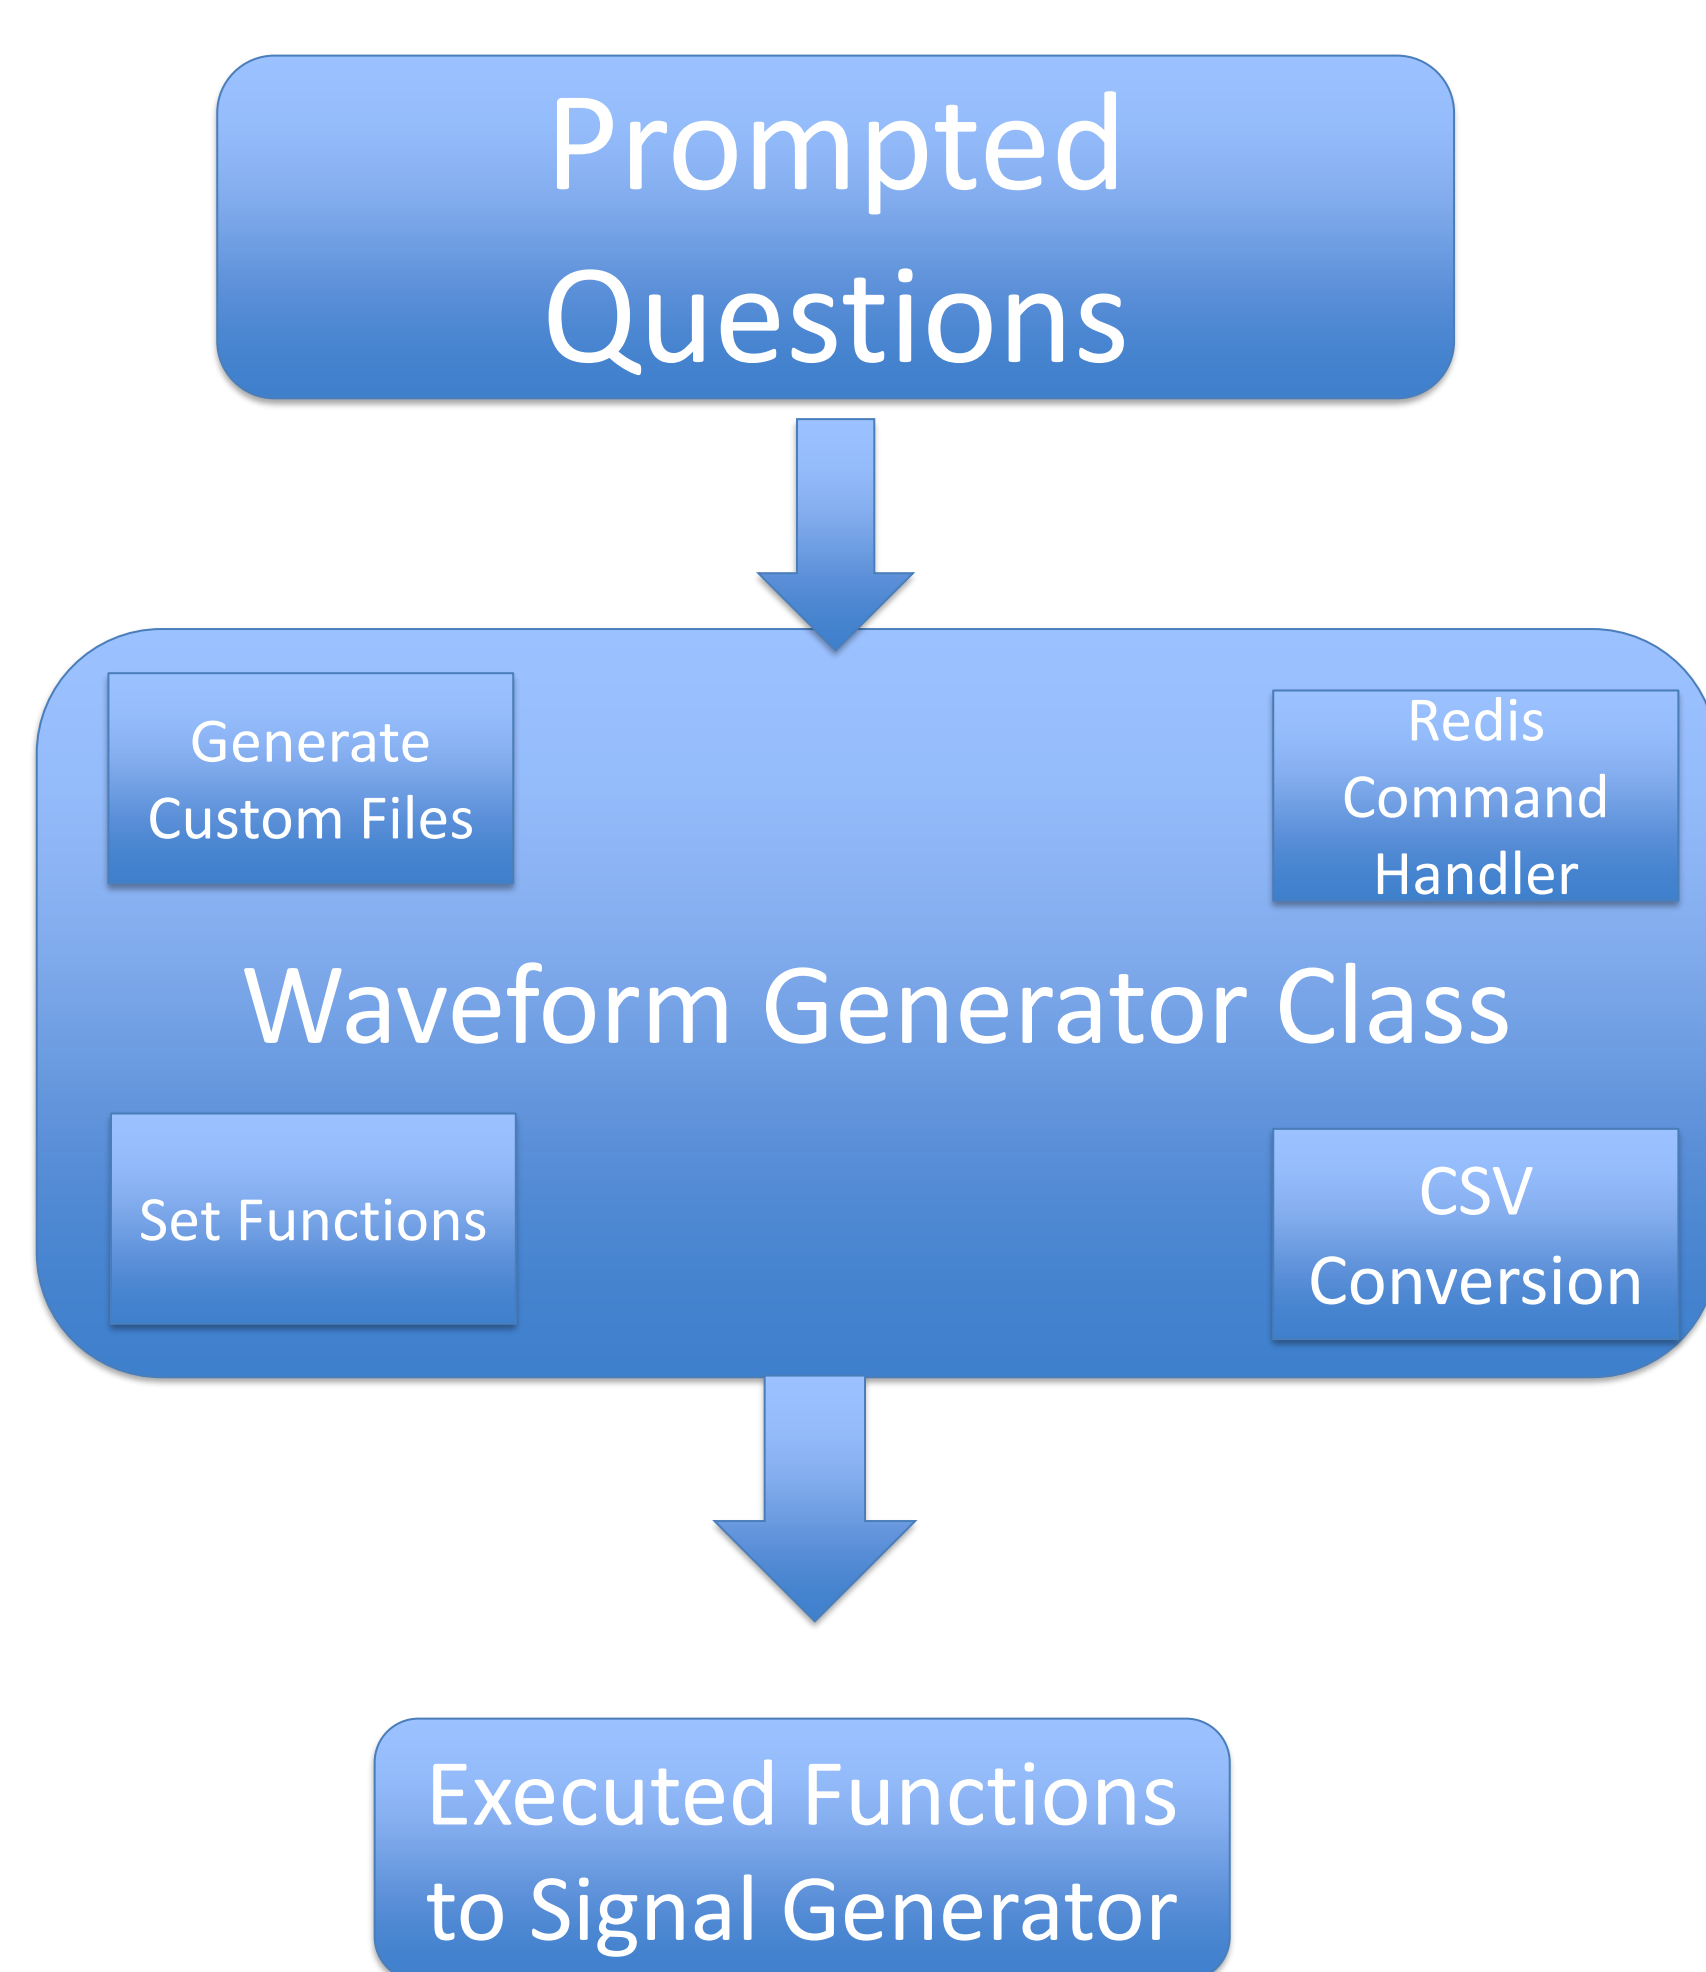 Prompted
Questions
Generate
Custom Files
Redis
Command
Handler
Waveform Generator Class
Set Functions
CSV
Conversion
Executed Functions
to Signal Generator